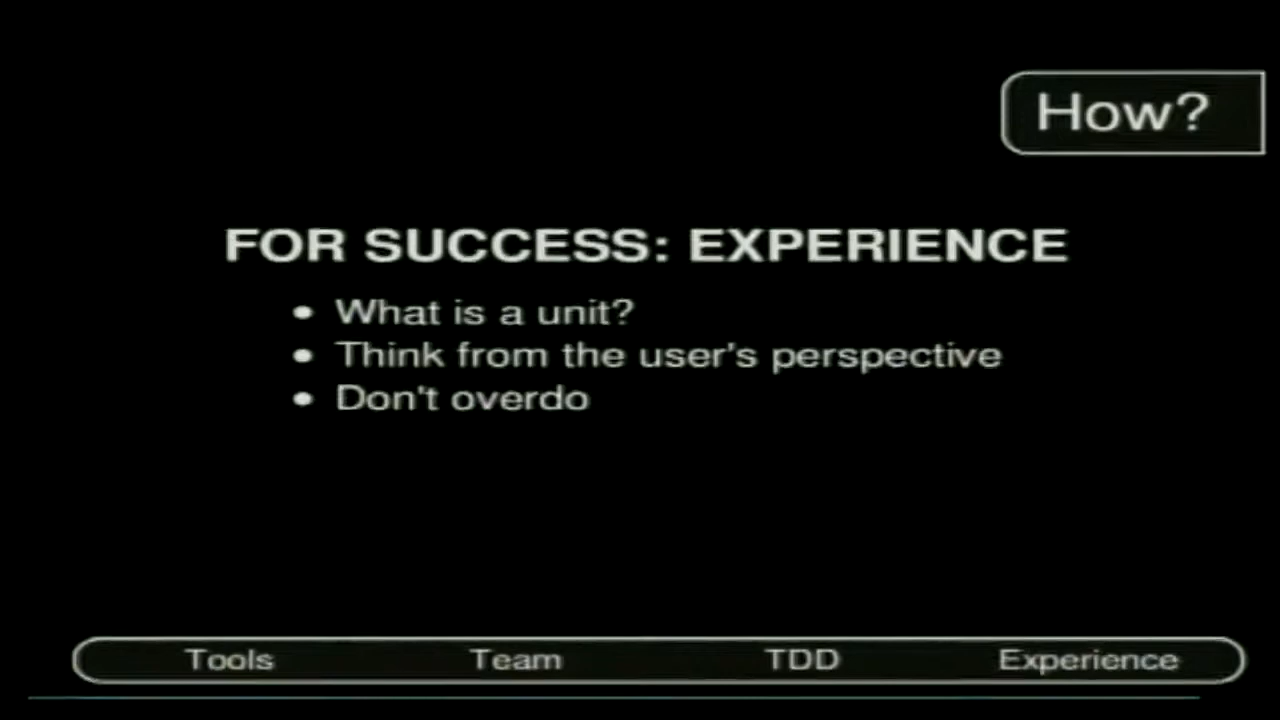 How?
FOR SUCCESS: EXPERIENCE
• What is a unit?
• Think from the user's perspective
• Don't overdo
Tools Team TDD Experience